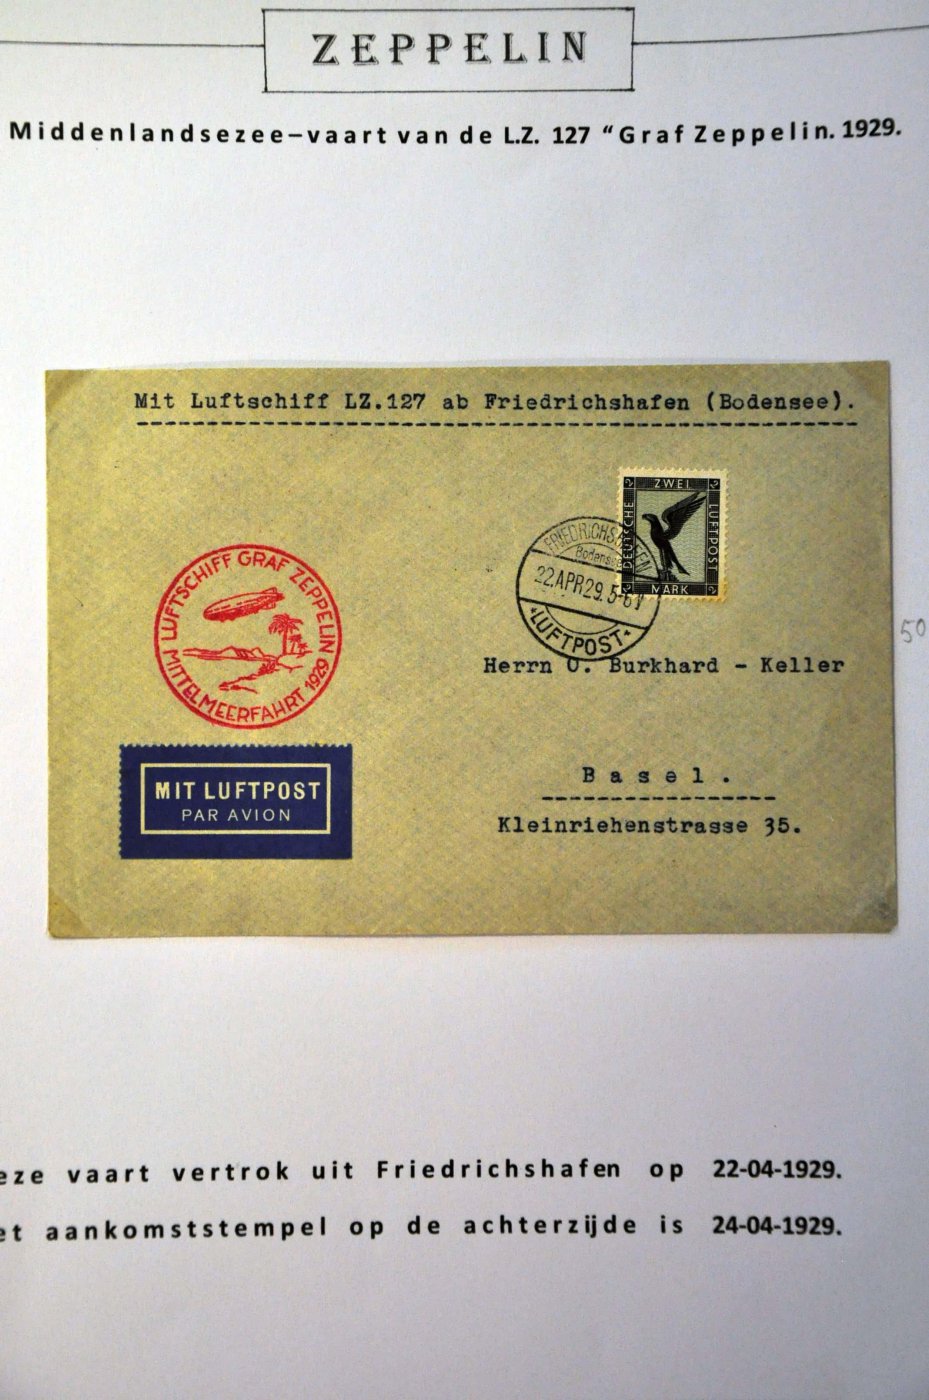 ZEPPELIN
Middenlandsezee–vaart van de L.Z. 127 “Graf Zeppelin. 1929.
Mit Luftschiff LZ.127 ab Friedrichshafen (Bodensee).
ZWEI
DEUTSCHE
LUFTPOST
MARK
FRIEDRICHSHAFEN
Bodensee
22.APR29.5-6V
LUFTPOST
LUFTSCHIFF GRAF ZEPPELIN
MITTELMEERFAHRT 1929
50
Herrn O. Burkhard - Keller
Basel.
Kleinriehenstrasse 35.
MIT LUFTPOST
PAR AVION
eze vaart vertrok uit Friedrichshafen op 22-04-1929.
et aankomststempel op de achterzijde is 24-04-1929.